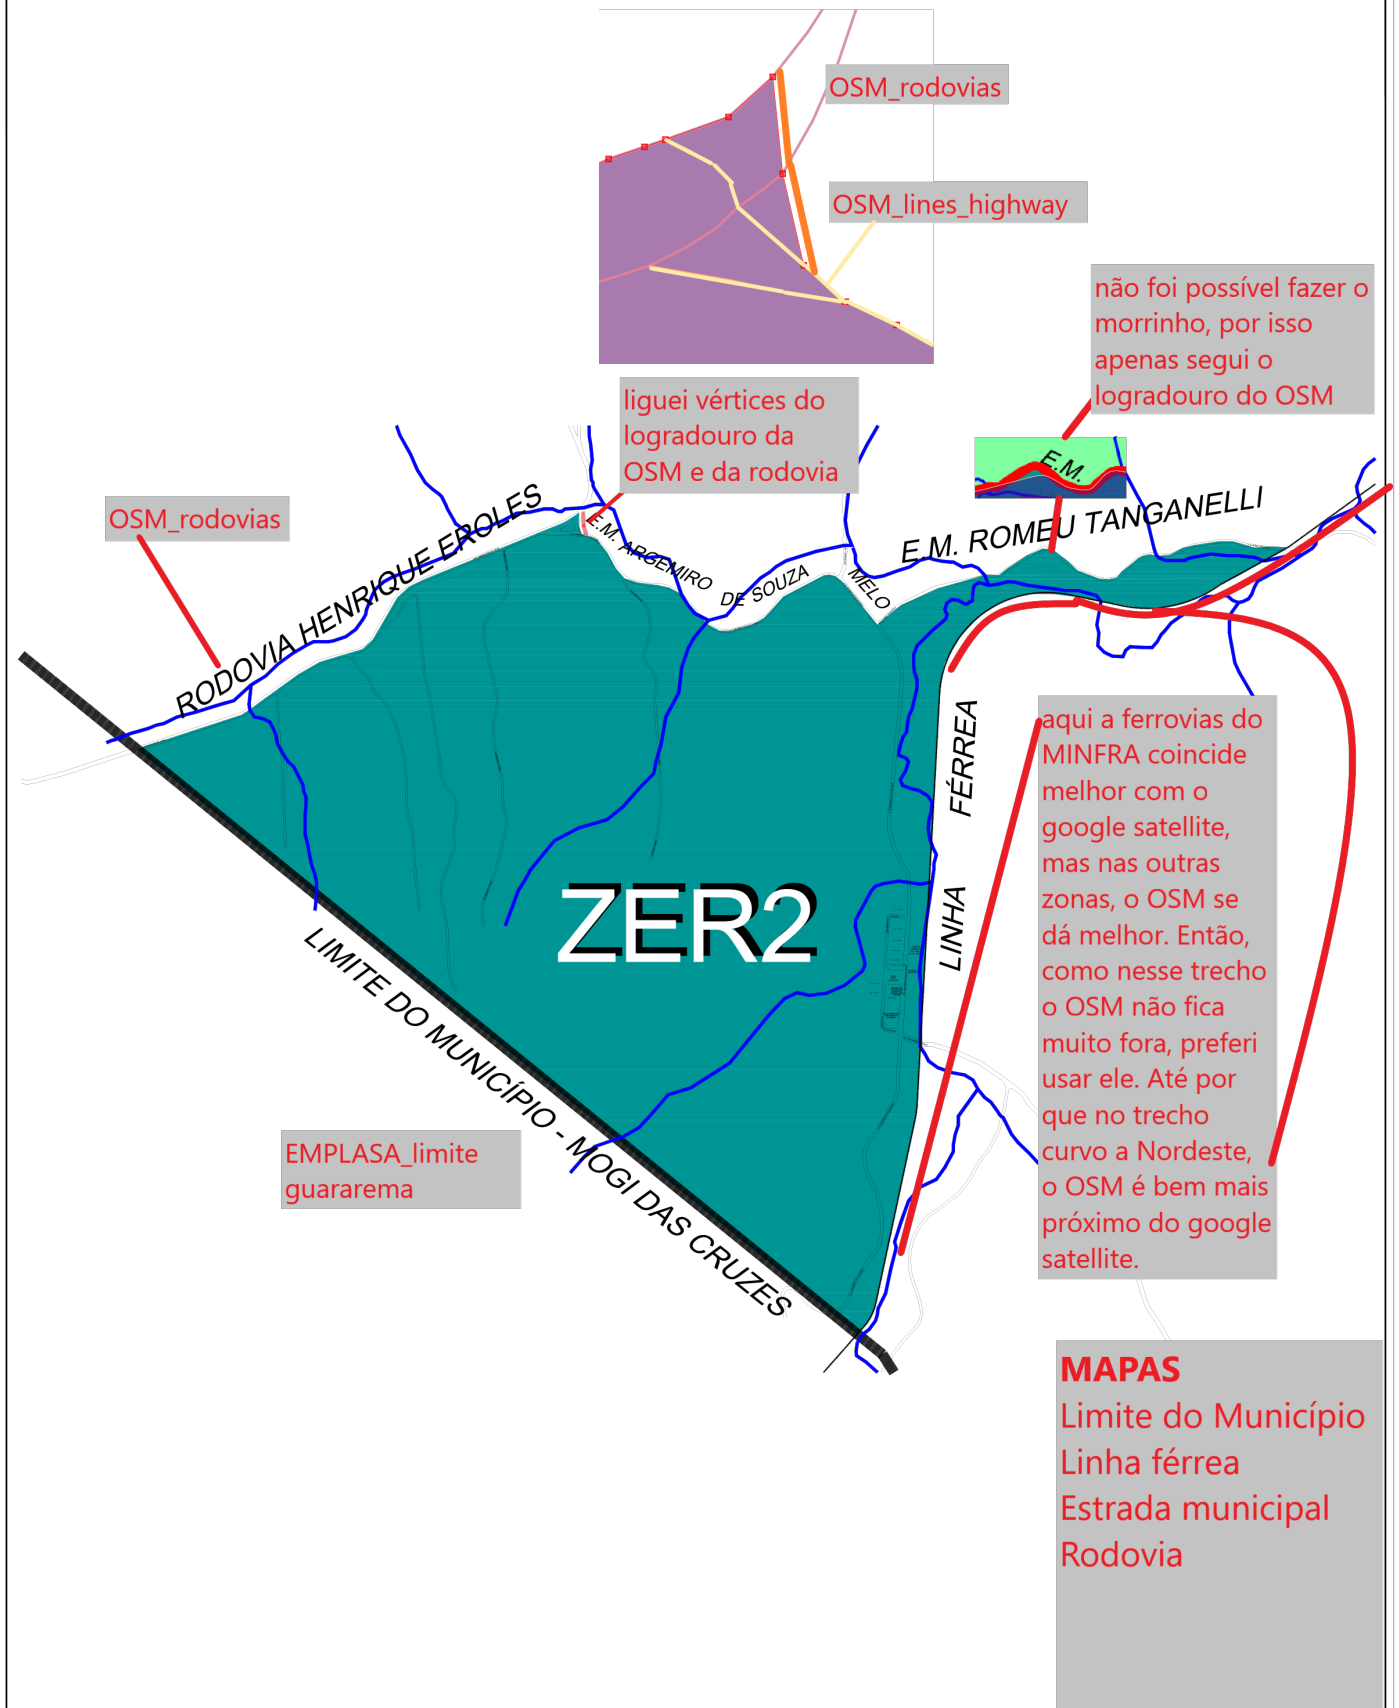 OSM_rodovias
OSM_lines_highway
não foi possível fazer o
morrinho, por isso
apenas segui o
logradouro do OSM
liguei vértices do
logradouro da
OSM e da rodovia
E.M.
OSM_rodovias
RODOVIA HENRIQUE EROLES
E.M. ARGEMIRO
DE SOUZA
MELO
E.M. ROMEU TANGANELLI
LINHA FÉRREA
aqui a ferrovias do
MINFRA coincide
melhor com o
google satellite,
mas nas outras
zonas, o OSM se
dá melhor. Então,
como nesse trecho
o OSM não fica
muito fora, preferi
usar ele. Até por
que no trecho
curvo a Nordeste,
o OSM é bem mais
próximo do google
satellite.
ZER2
LIMITE DO MUNICÍPIO - MOGI DAS CRUZES
EMPLASA_limite
guararema
MAPAS
Limite do Município
Linha férrea
Estrada municipal
Rodovia